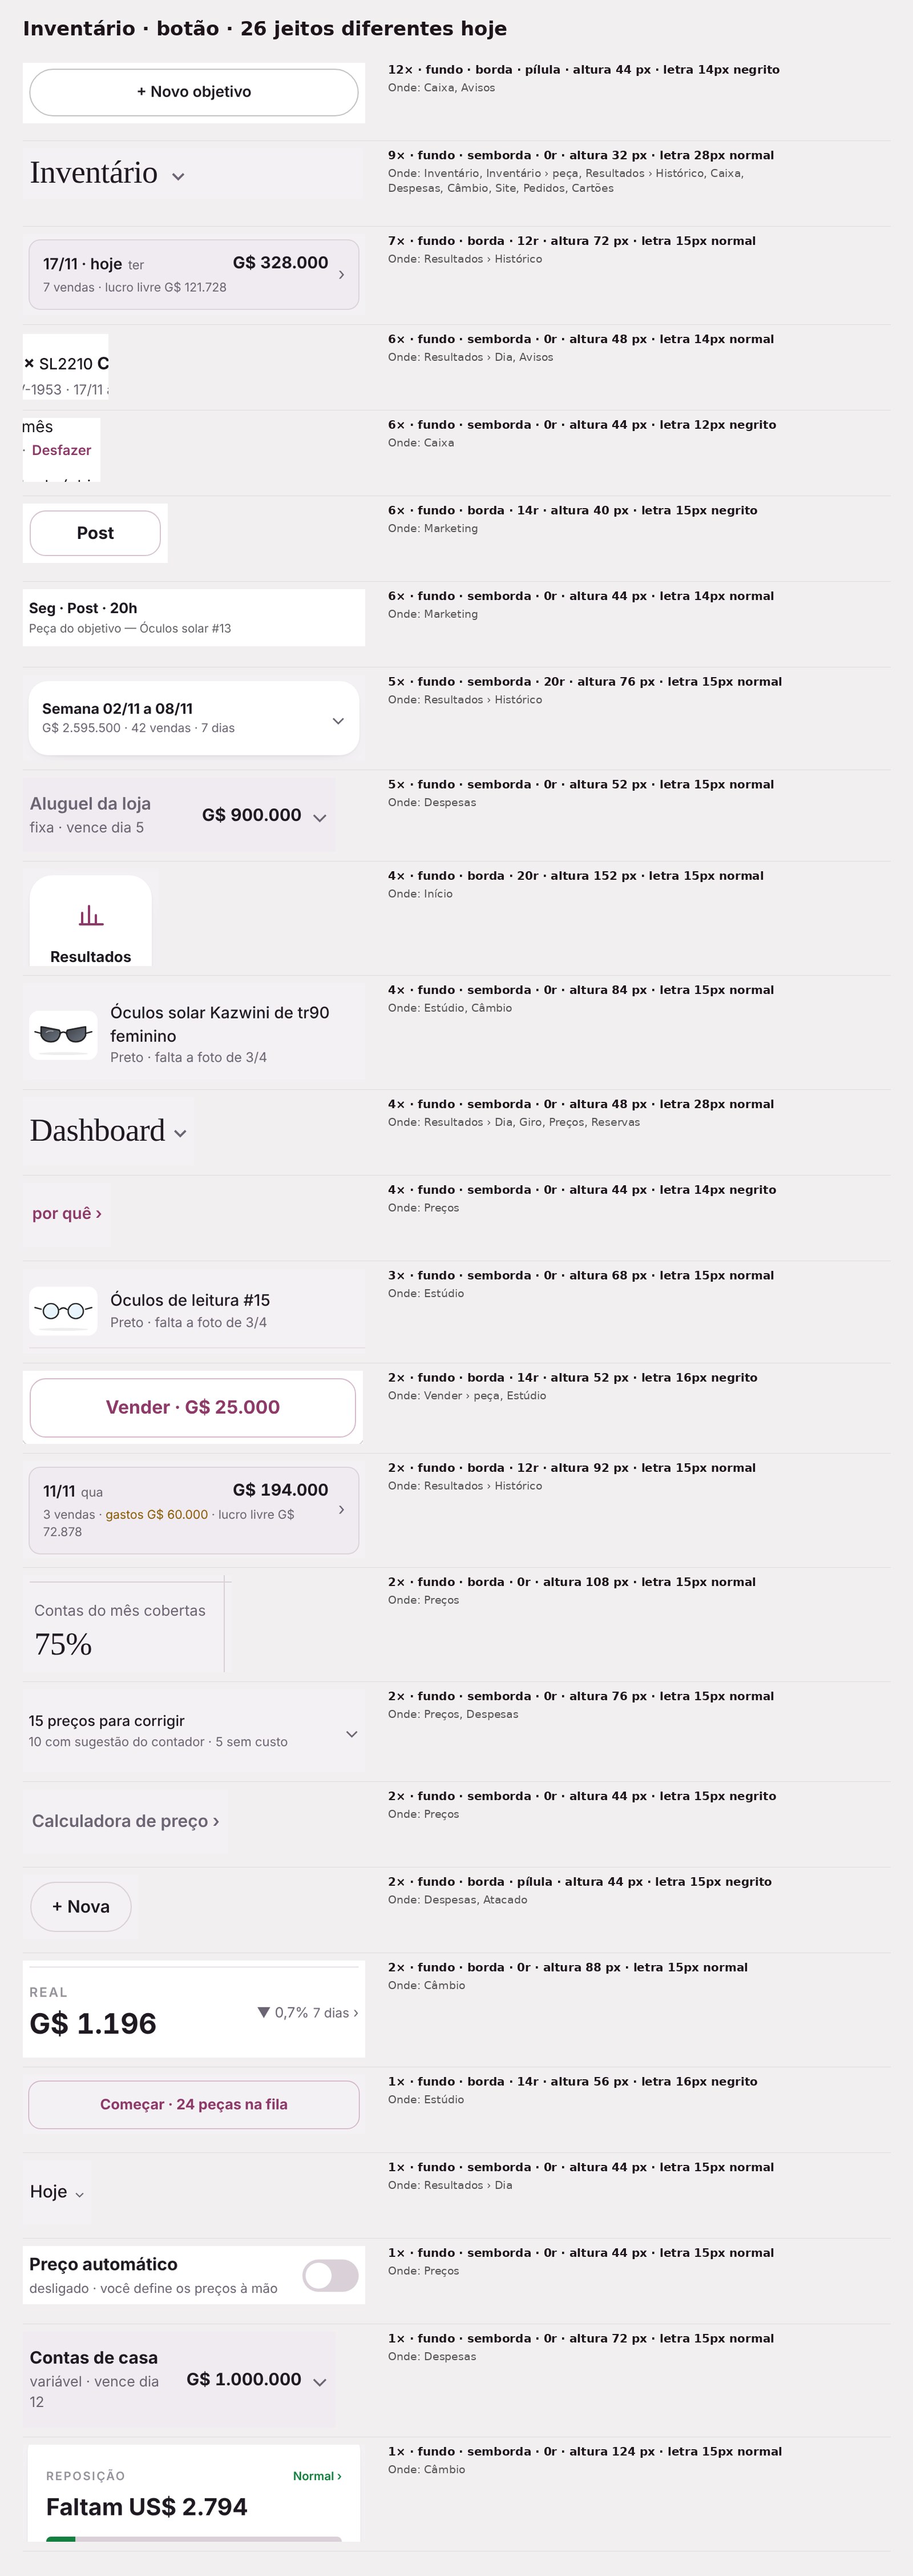 Inventário · botão · 26 jeitos diferentes hoje
+ Novo objetivo
12× · fundo · borda · pílula · altura 44 px · letra 14px negrito
Onde: Caixa, Avisos
Inventário
9× · fundo · semborda · 0r · altura 32 px · letra 28px normal
Onde: Inventário, Inventário › peça, Resultados › Histórico, Caixa,
Despesas, Câmbio, Site, Pedidos, Cartões
17/11 · hoje ter
G$ 328.000 ›
7 vendas · lucro livre G$ 121.728
7× · fundo · borda · 12r · altura 72 px · letra 15px normal
Onde: Resultados › Histórico
× SL2210 C
-1953 · 17/11
6× · fundo · semborda · 0r · altura 48 px · letra 14px normal
Onde: Resultados › Dia, Avisos
mês
· Desfazer
6× · fundo · semborda · 0r · altura 44 px · letra 12px negrito
Onde: Caixa
Post
6× · fundo · borda · 14r · altura 40 px · letra 15px negrito
Onde: Marketing
Seg · Post · 20h
Peça do objetivo — Óculos solar #13
6× · fundo · semborda · 0r · altura 44 px · letra 14px normal
Onde: Marketing
Semana 02/11 a 08/11
G$ 2.595.500 · 42 vendas · 7 dias
5× · fundo · semborda · 20r · altura 76 px · letra 15px normal
Onde: Resultados › Histórico
Aluguel da loja
fixa · vence dia 5
G$ 900.000
5× · fundo · semborda · 0r · altura 52 px · letra 15px normal
Onde: Despesas
Resultados
4× · fundo · borda · 20r · altura 152 px · letra 15px normal
Onde: Início
Óculos solar Kazwini de tr90
feminino
Preto · falta a foto de 3/4
4× · fundo · semborda · 0r · altura 84 px · letra 15px normal
Onde: Estúdio, Câmbio
Dashboard
4× · fundo · semborda · 0r · altura 48 px · letra 28px normal
Onde: Resultados › Dia, Giro, Preços, Reservas
por quê ›
4× · fundo · semborda · 0r · altura 44 px · letra 14px negrito
Onde: Preços
Óculos de leitura #15
Preto · falta a foto de 3/4
3× · fundo · semborda · 0r · altura 68 px · letra 15px normal
Onde: Estúdio
Vender · G$ 25.000
2× · fundo · borda · 14r · altura 52 px · letra 16px negrito
Onde: Vender › peça, Estúdio
11/11 qua
G$ 194.000 ›
3 vendas · gastos G$ 60.000 · lucro livre G$
72.878
2× · fundo · borda · 12r · altura 92 px · letra 15px normal
Onde: Resultados › Histórico
Contas do mês cobertas
75%
2× · fundo · borda · 0r · altura 108 px · letra 15px normal
Onde: Preços
15 preços para corrigir
10 com sugestão do contador · 5 sem custo
2× · fundo · semborda · 0r · altura 76 px · letra 15px normal
Onde: Preços, Despesas
Calculadora de preço ›
2× · fundo · semborda · 0r · altura 44 px · letra 15px negrito
Onde: Preços
+ Nova
2× · fundo · borda · pílula · altura 44 px · letra 15px negrito
Onde: Despesas, Atacado
REAL
G$ 1.196
▼ 0,7% 7 dias ›
2× · fundo · borda · 0r · altura 88 px · letra 15px normal
Onde: Câmbio
Começar · 24 peças na fila
1× · fundo · borda · 14r · altura 56 px · letra 16px negrito
Onde: Estúdio
Hoje
1× · fundo · semborda · 0r · altura 44 px · letra 15px normal
Onde: Resultados › Dia
Preço automático
desligado · você define os preços à mão
1× · fundo · semborda · 0r · altura 44 px · letra 15px normal
Onde: Preços
Contas de casa
variável · vence dia
12
G$ 1.000.000
1× · fundo · semborda · 0r · altura 72 px · letra 15px normal
Onde: Despesas
REPOSIÇÃO
Normal ›
Faltam US$ 2.794
1× · fundo · semborda · 0r · altura 124 px · letra 15px normal
Onde: Câmbio